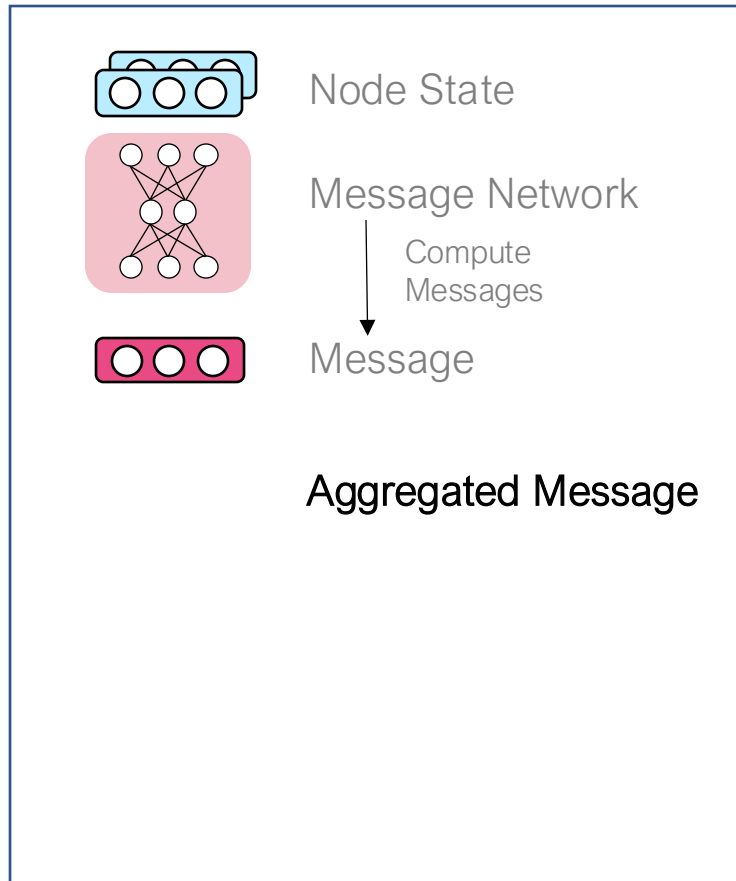 Node State
Message Network
Compute
Messages
Message
Aggregated Message